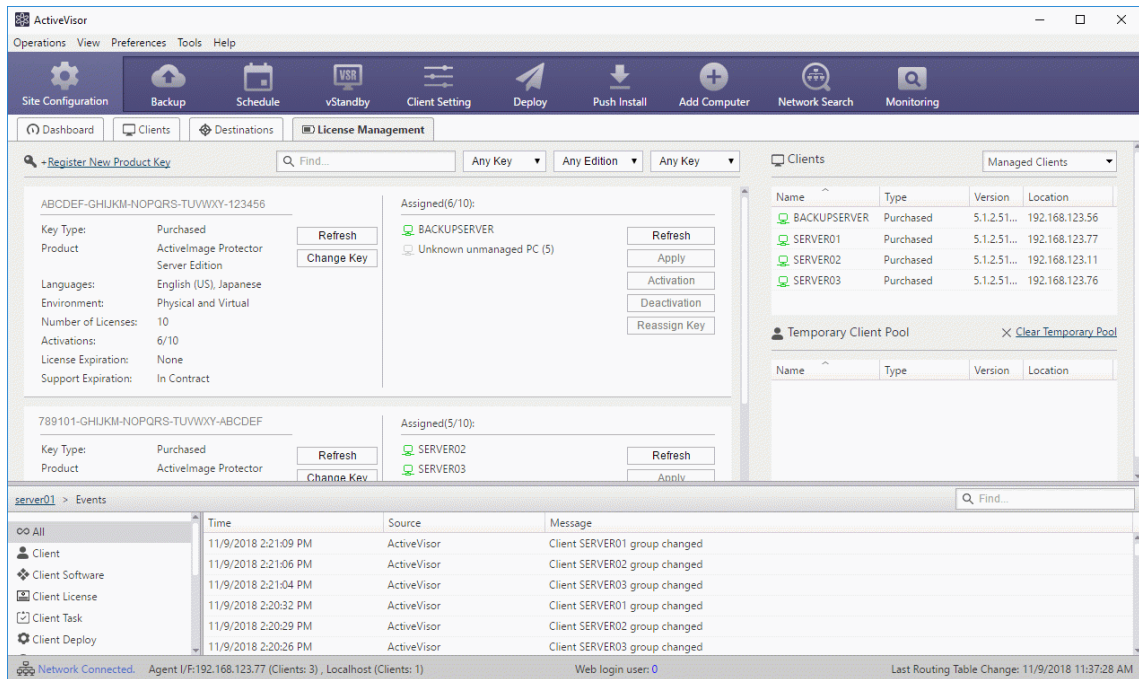 ActiveVisor
Operations View Preferences Tools Help
VSR
Site Configuration Backup Schedule vStandby Client Setting Deploy Push Install Add Computer Network Search Monitoring
Dashboard Clients Destinations License Management
+Register New Product Key Find... Any Key Any Edition Any Key
ABCDEF-GHIJKM-NOPQRS-TUVWXY-123456
Key Type: Purchased
Product ActiveImage Protector
Server Edition
Languages: English (US), Japanese
Environment: Physical and Virtual
Number of Licenses: 10
Activations: 6/10
License Expiration: None
Support Expiration: In Contract
Refresh
Change Key
Assigned(6/10):
BACKUPSERVER
Unknown unmanaged PC (5)
Refresh
Apply
Activation
Deactivation
Reassign Key
789101-GHIJKM-NOPQRS-TUVWXY-ABCDEF
Key Type: Purchased
Product ActiveImage Protector
Refresh
Change Key
Assigned(5/10):
SERVER02
SERVER03
Refresh
Apply
Clients Managed Clients
Name Type Version Location
BACKUPSERVER Purchased 5.1.2.51... 192.168.123.56
SERVER01 Purchased 5.1.2.51... 192.168.123.77
SERVER02 Purchased 5.1.2.51... 192.168.123.11
SERVER03 Purchased 5.1.2.51... 192.168.123.76
Temporary Client Pool Clear Temporary Pool
Name Type Version Location
server01 > Events Find...
All
Client
Client Software
Client License
Client Task
Client Deploy
Time Source Message
11/9/2018 2:21:09 PM ActiveVisor Client SERVER01 group changed
11/9/2018 2:21:06 PM ActiveVisor Client SERVER02 group changed
11/9/2018 2:21:04 PM ActiveVisor Client SERVER03 group changed
11/9/2018 2:20:32 PM ActiveVisor Client SERVER01 group changed
11/9/2018 2:20:29 PM ActiveVisor Client SERVER02 group changed
11/9/2018 2:20:26 PM ActiveVisor Client SERVER03 group changed
Network Connected. Agent I/F:192.168.123.77 (Clients: 3) , Localhost (Clients: 1) Web login user: 0 Last Routing Table Change: 11/9/2018 11:37:28 AM